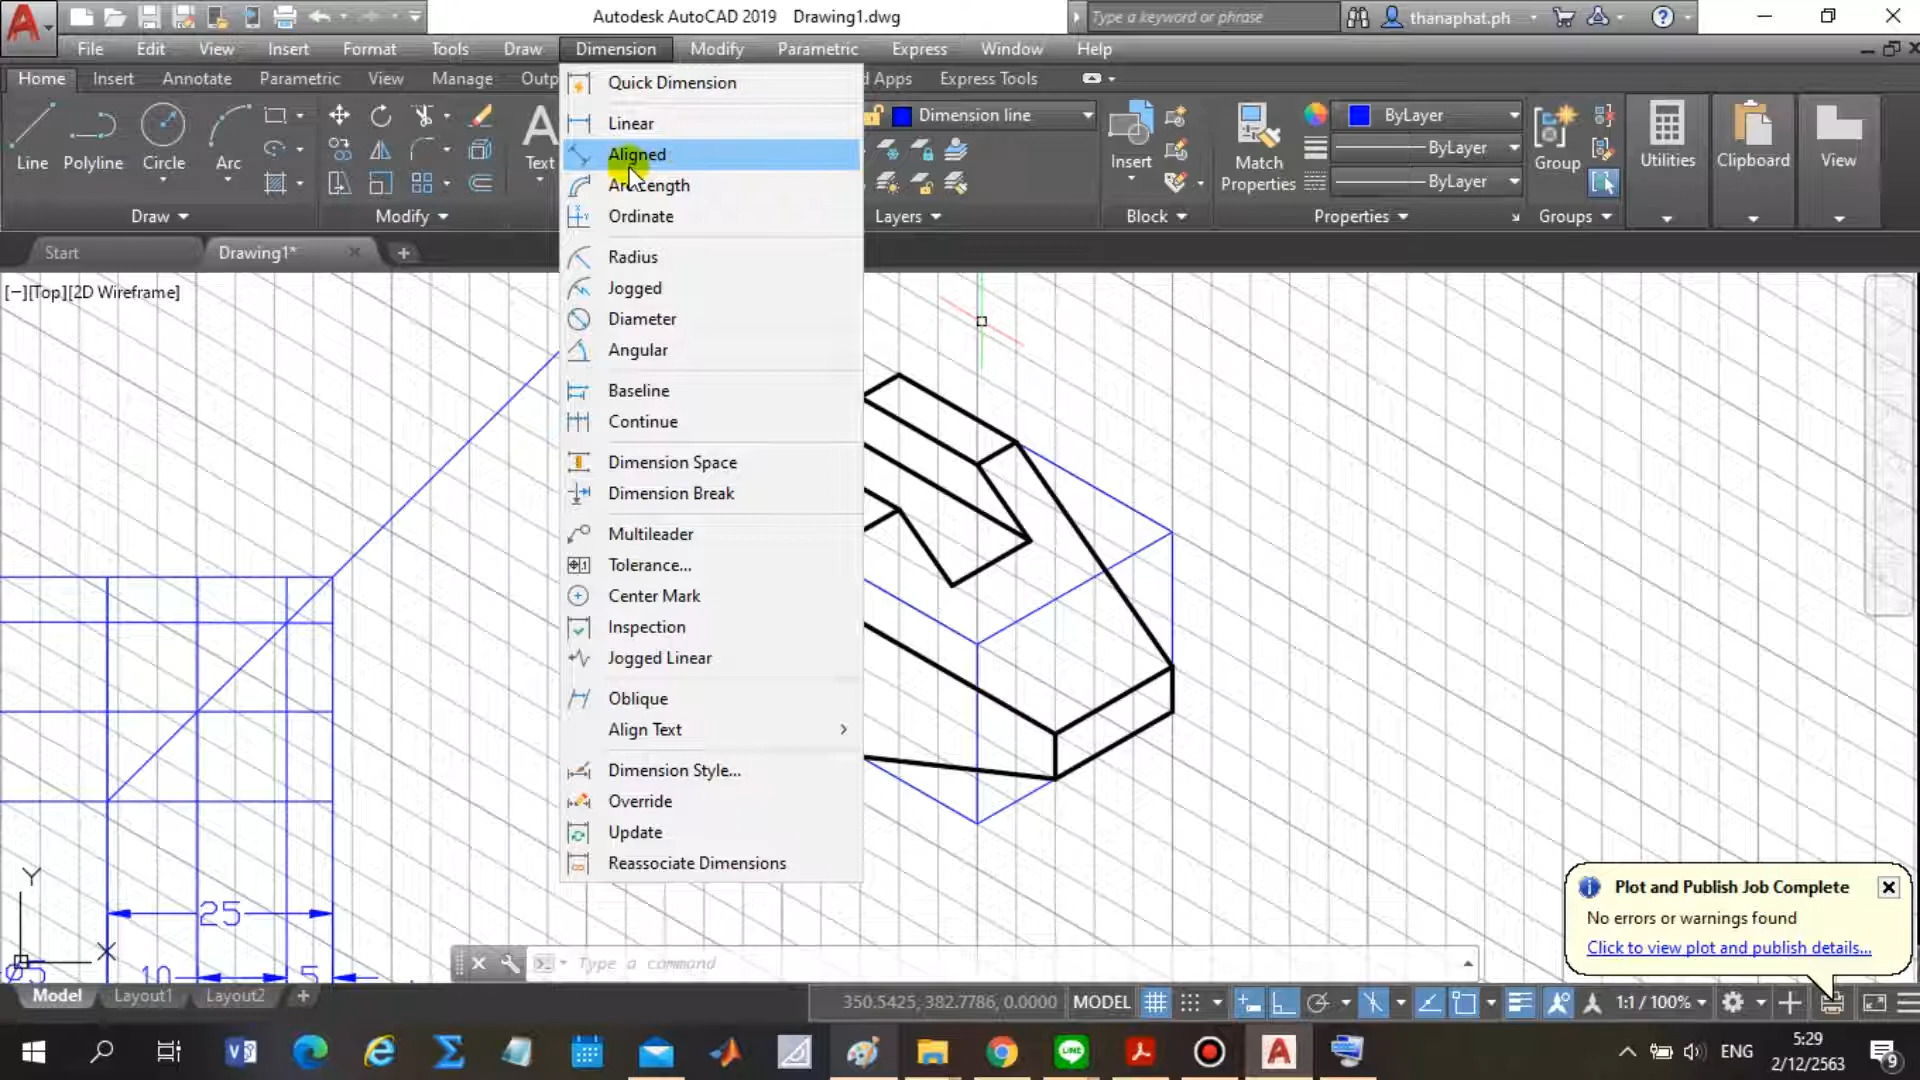 Autodesk AutoCAD 2019 Drawing1.dwg
Type a keyword or phrase
thanaphat.ph
File Edit View Insert Format Tools Draw Dimension Modify Parametric Express Window Help
Home Insert Annotate Parametric View Manage Outp d Apps Express Tools
Line Polyline Circle Arc
Text
Dimension line
Insert
Match
Properties
ByLayer
ByLayer
ByLayer
Group
Utilities
Clipboard
View
Draw Modify Layers Block Properties Groups
Start Drawing1*
[−][Top][2D Wireframe]
Quick Dimension
Linear
Aligned
Arc Length
Ordinate
Radius
Jogged
Diameter
Angular
Baseline
Continue
Dimension Space
Dimension Break
Multileader
Tolerance...
Center Mark
Inspection
Jogged Linear
Oblique
Align Text
Dimension Style...
Override
Update
Reassociate Dimensions
Y
X
25
10
5
Plot and Publish Job Complete
No errors or warnings found
Click to view plot and publish details...
Type a command
Model Layout1 Layout2
350.5425, 382.7786, 0.0000 MODEL 1:1 / 100%
ENG
5:29
2/12/2563
9